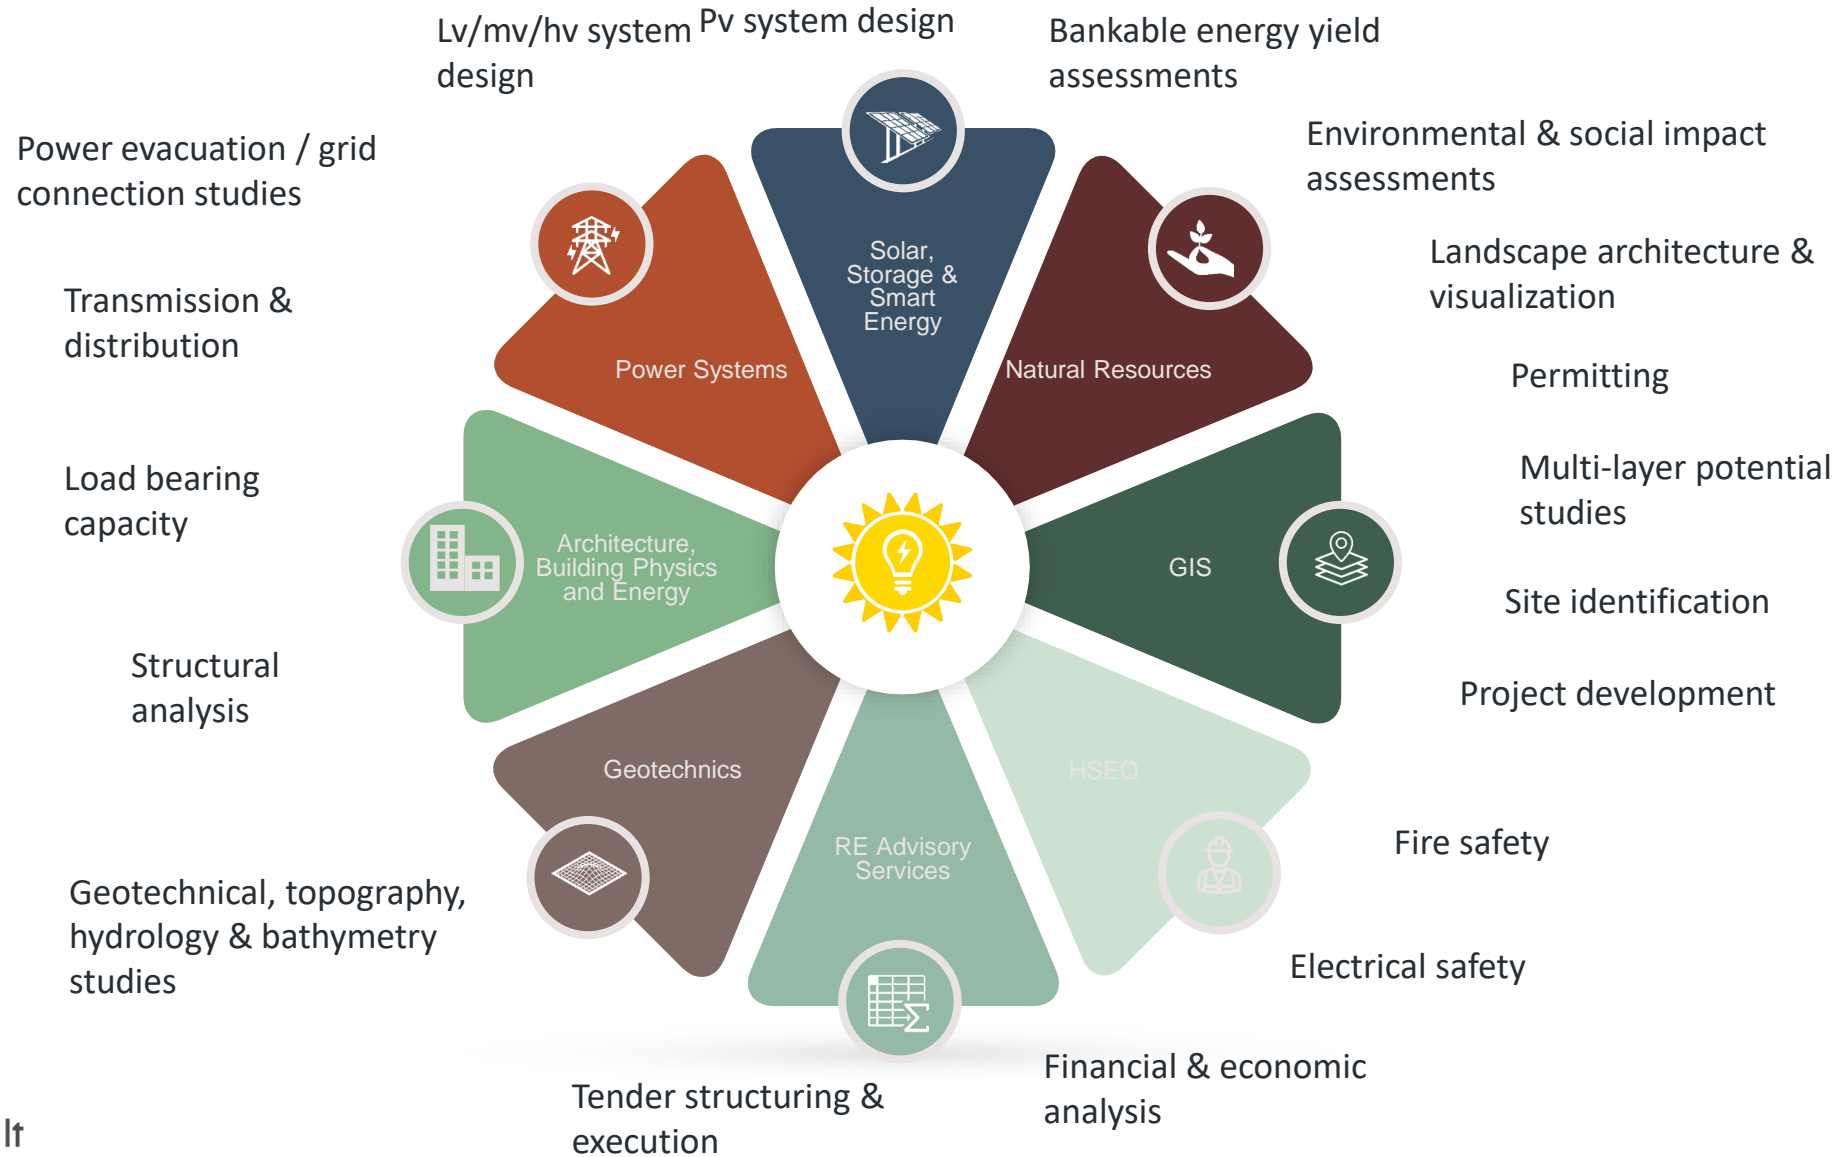 Lv/mv/hv system
design
Pv system design
Bankable energy yield
assessments
Power evacuation / grid
connection studies
Environmental & social impact
assessments
Transmission &
distribution
Landscape architecture &
visualization
Permitting
Load bearing
capacity
Multi-layer potential
studies
Site identification
Structural
analysis
Project development
Geotechnical, topography,
hydrology & bathymetry
studies
Fire safety
Electrical safety
Tender structuring &
execution
Financial & economic
analysis
Solar,
Storage &
Smart
Energy
Power Systems
Natural Resources
Architecture,
Building Physics
and Energy
GIS
Geotechnics
HSEQ
RE Advisory
Services